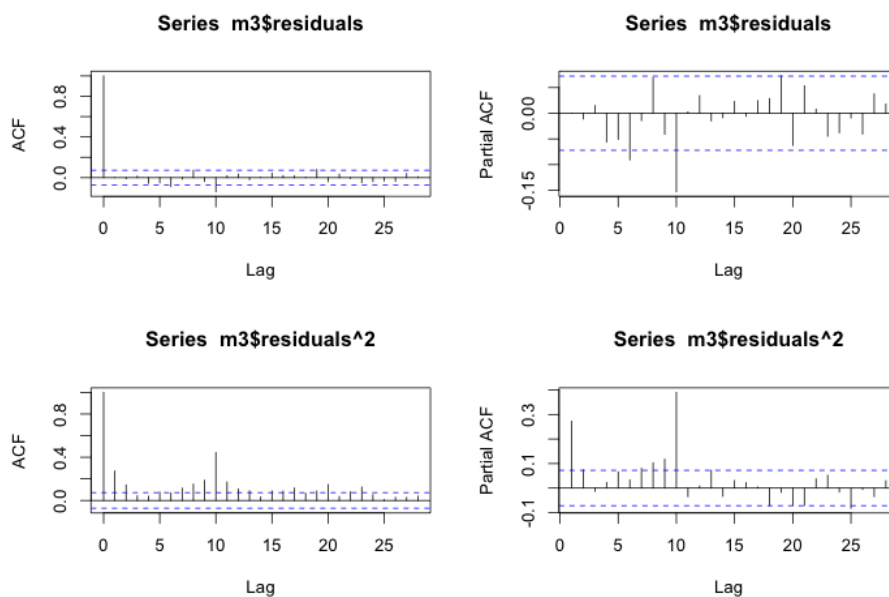 Series m3$residuals
ACF
0.0 0.4 0.8
0 5 10 15 20 25
Lag
Series m3$residuals
Partial ACF
-0.15 0.00
0 5 10 15 20 25
Lag
Series m3$residuals^2
ACF
0.0 0.4 0.8
0 5 10 15 20 25
Lag
Series m3$residuals^2
Partial ACF
-0.1 0.1 0.3
0 5 10 15 20 25
Lag